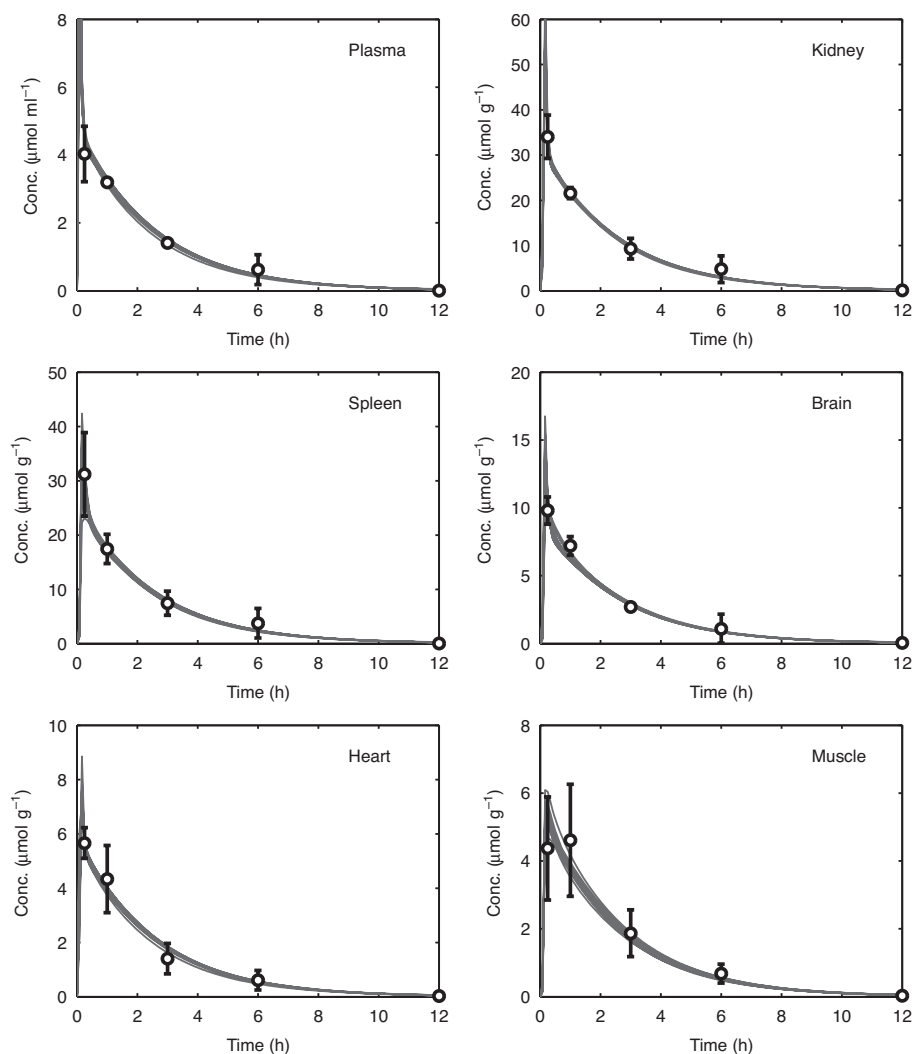 8
6
4
2
0
Conc. (μmol ml⁻¹)
Plasma
0 2 4 6 8 10 12
Time (h)
60
50
40
30
20
10
0
Conc. (μmol g⁻¹)
Kidney
0 2 4 6 8 10 12
Time (h)
50
40
30
20
10
0
Conc. (μmol g⁻¹)
Spleen
0 2 4 6 8 10 12
Time (h)
20
15
10
5
0
Conc. (μmol g⁻¹)
Brain
0 2 4 6 8 10 12
Time (h)
10
8
6
4
2
0
Conc. (μmol g⁻¹)
Heart
0 2 4 6 8 10 12
Time (h)
8
6
4
2
0
Conc. (μmol g⁻¹)
Muscle
0 2 4 6 8 10 12
Time (h)